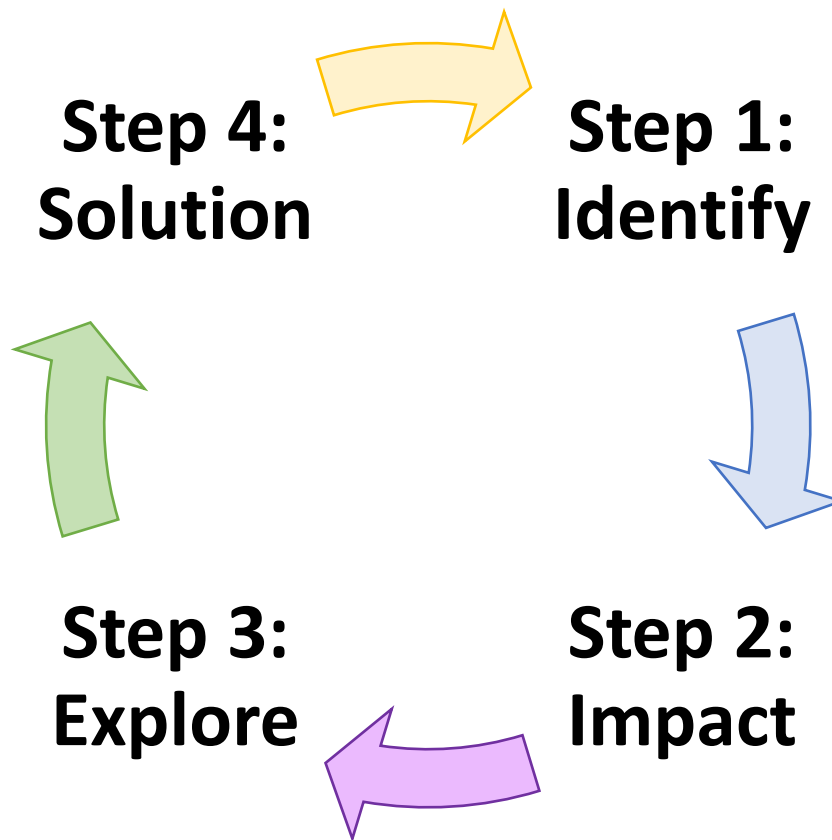 Step 1:
Identify
Step 2:
Impact
Step 3:
Explore
Step 4:
Solution